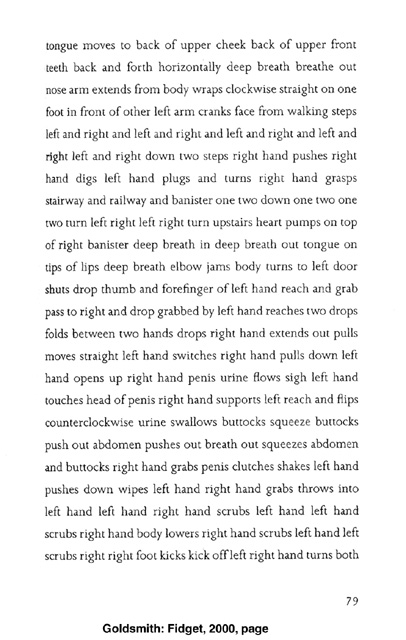 tongue moves to back of upper cheek back of upper front
teeth back and forth horizontally deep breath breathe out
nose arm extends from body wraps clockwise straight on one
foot in front of other left arm cranks face from walking steps
left and right and left and right and left and right and left and
right left and right down two steps right hand pushes right
hand digs left hand plugs and turns right hand grasps
stairway and railway and banister one two down one two one
two turn left right left right turn upstairs heart pumps on top
of right banister deep breath in deep breath out tongue on
tips of lips deep breath elbow jams body turns to left door
shuts drop thumb and forefinger of left hand reach and grab
pass to right and drop grabbed by left hand reaches two drops
folds between two hands drops right hand extends out pulls
moves straight left hand switches right hand pulls down left
hand opens up right hand penis urine flows sigh left hand
touches head of penis right hand supports left reach and flips
counterclockwise urine swallows buttocks squeeze buttocks
push out abdomen pushes out breath out squeezes abdomen
and buttocks right hand grabs penis clutches shakes left hand
pushes down wipes left hand right hand grabs throws into
left hand left hand right hand scrubs left hand left hand
scrubs right hand body lowers right hand scrubs left hand left
scrubs right right foot kicks kick off left right hand turns both
79
Goldsmith: Fidget, 2000, page